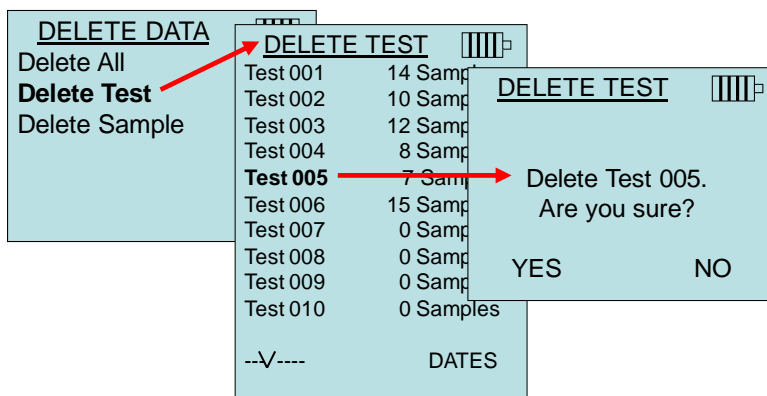 DELETE DATA
Delete All
Delete Test
Delete Sample
DELETE TEST
Test 001 14 Samples
Test 002 10 Samp
Test 003 12 Samp
Test 004 8 Samp
Test 005 7 Samp
Test 006 15 Samp
Test 007 0 Samp
Test 008 0 Samp
Test 009 0 Samp
Test 010 0 Samples
--\/---- DATES
DELETE TEST
Delete Test 005.
Are you sure?
YES NO